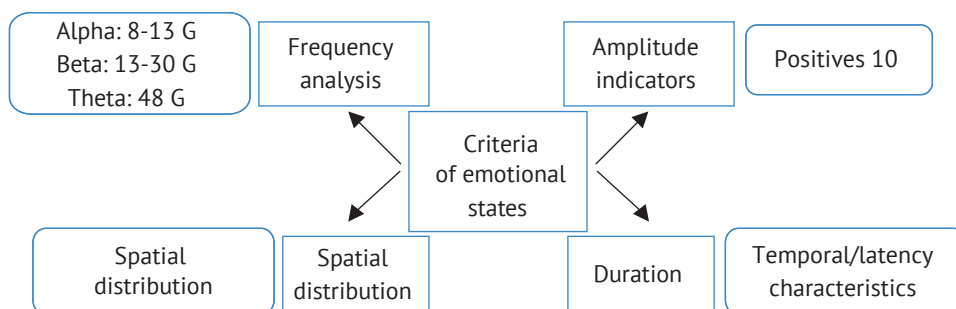 Alpha: 8-13 G
Beta: 13-30 G
Theta: 48 G
Frequency
analysis
Amplitude
indicators
Positives 10
Criteria
of emotional
states
Spatial
distribution
Spatial
distribution
Duration
Temporal/latency
characteristics